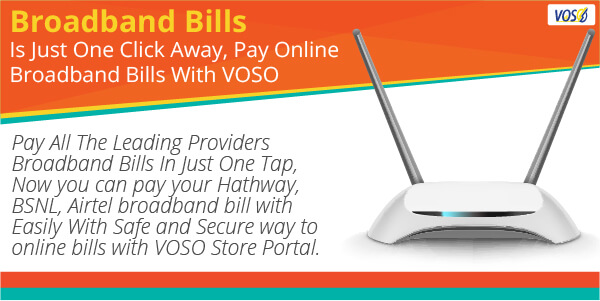 Broadband Bills
VOSO
Is Just One Click Away, Pay Online
Broadband Bills With VOSO
Pay All The Leading Providers
Broadband Bills In Just One Tap,
Now you can pay your Hathway,
BSNL, Airtel broadband bill with
Easily With Safe and Secure way to
online bills with VOSO Store Portal.